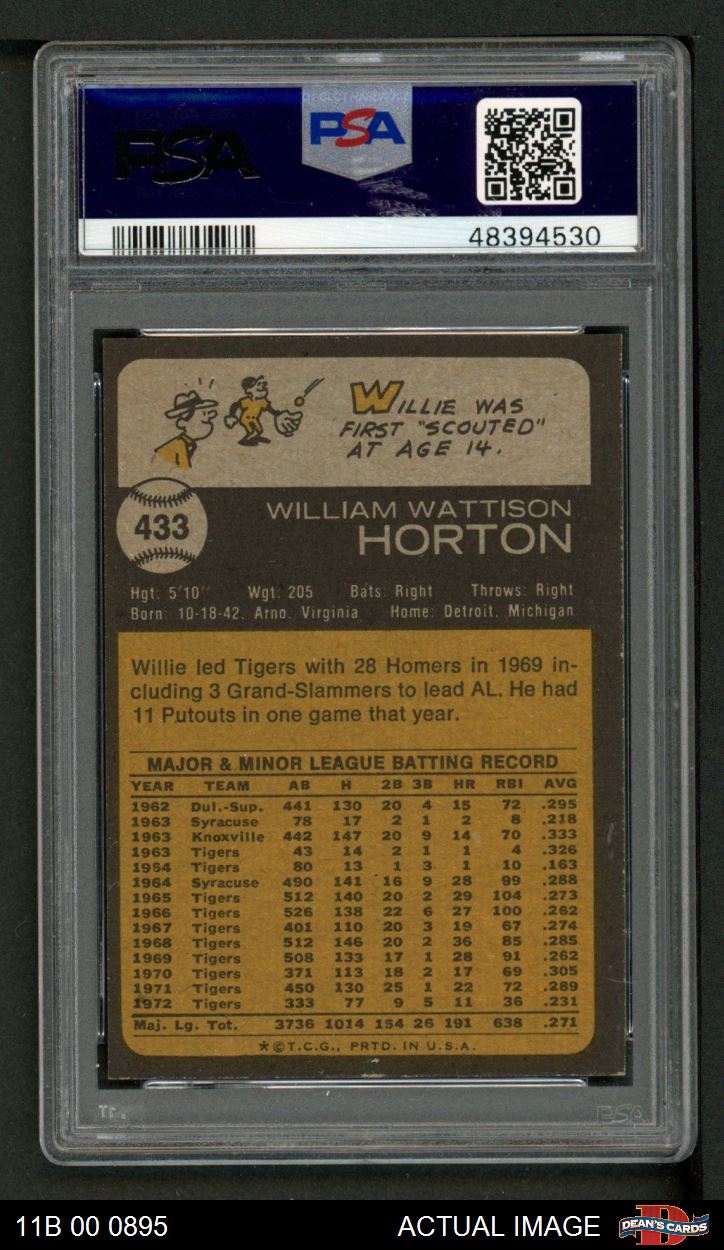 PSA
PSA
48394530
WILLIE WAS
FIRST "SCOUTED"
AT AGE 14.
433
WILLIAM WATTISON
HORTON
Hgt: 5'10" Wgt: 205 Bats: Right Throws: Right
Born: 10-18-42, Arno, Virginia Home: Detroit, Michigan
Willie led Tigers with 28 Homers in 1969 in-
cluding 3 Grand-Slammers to lead AL. He had
11 Putouts in one game that year.
MAJOR & MINOR LEAGUE BATTING RECORD
YEAR TEAM AB H 2B 3B HR RBI AVG
1962 Dul.-Sup. 441 130 20 4 15 72 .295
1963 Syracuse 78 17 2 1 2 8 .218
1963 Knoxville 442 147 20 9 14 70 .333
1963 Tigers 43 14 2 1 1 4 .326
1964 Tigers 80 13 1 3 1 10 .163
1964 Syracuse 490 141 16 9 28 99 .288
1965 Tigers 512 140 20 2 29 104 .273
1966 Tigers 526 138 22 6 27 100 .262
1967 Tigers 401 110 20 3 19 67 .274
1968 Tigers 512 146 20 2 36 85 .285
1969 Tigers 508 133 17 1 28 91 .262
1970 Tigers 371 113 18 2 17 69 .305
1971 Tigers 450 130 25 1 22 72 .289
1972 Tigers 333 77 9 5 11 36 .231
Maj. Lg. Tot. 3736 1014 154 26 191 638 .271
*©T.C.G., PRTD. IN U.S.A.
PSA
11B 00 0895 ACTUAL IMAGE DEAN'S CARDS